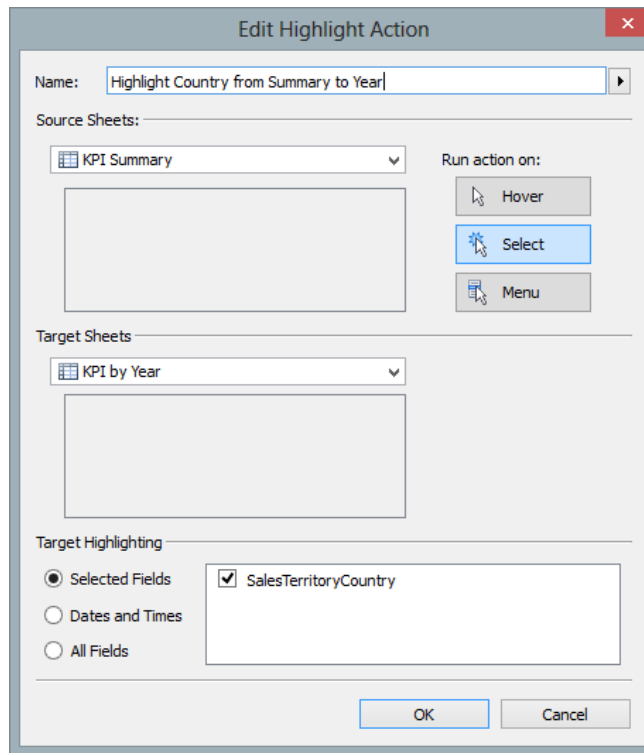 Edit Highlight Action
Name: Highlight Country from Summary to Year
Source Sheets:
KPI Summary
Run action on:
Hover
Select
Menu
Target Sheets
KPI by Year
Target Highlighting
Selected Fields
SalesTerritoryCountry
Dates and Times
All Fields
OK Cancel